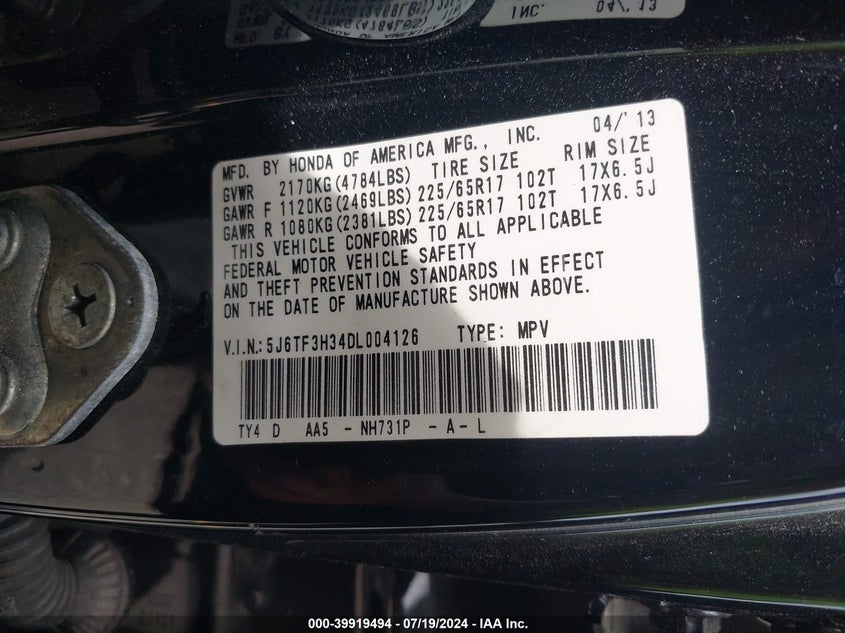 INC. 04/'13
MFD. BY HONDA OF AMERICA MFG., INC. 04/'13
GVWR 2170KG(4784LBS) TIRE SIZE RIM SIZE
GAWR F 1120KG(2469LBS) 225/65R17 102T 17X6.5J
GAWR R 1080KG(2381LBS) 225/65R17 102T 17X6.5J
THIS VEHICLE CONFORMS TO ALL APPLICABLE
FEDERAL MOTOR VEHICLE SAFETY
AND THEFT PREVENTION STANDARDS IN EFFECT
ON THE DATE OF MANUFACTURE SHOWN ABOVE.
V.I.N.: 5J6TF3H34DL004126 TYPE: MPV
TY4 D AA5 - NH731P - A - L
000-39919494 - 07/19/2024 - IAA Inc.